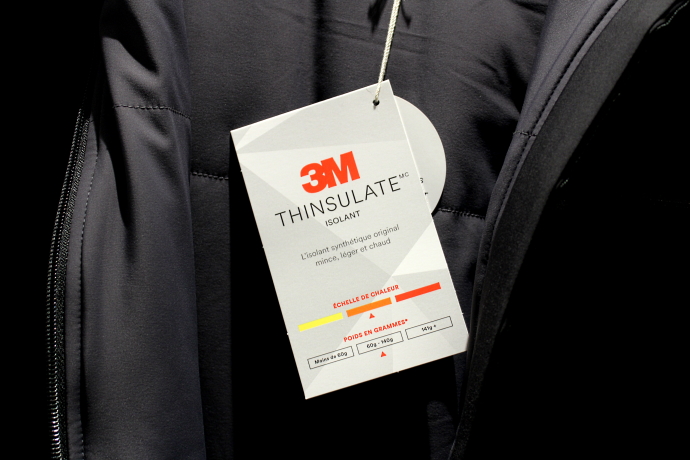 3M
THINSULATE MC
ISOLANT
L'isolant synthétique original
mince, léger et chaud
ÉCHELLE DE CHALEUR
POIDS EN GRAMMES*
Moins de 60g 60g - 140g 141g +